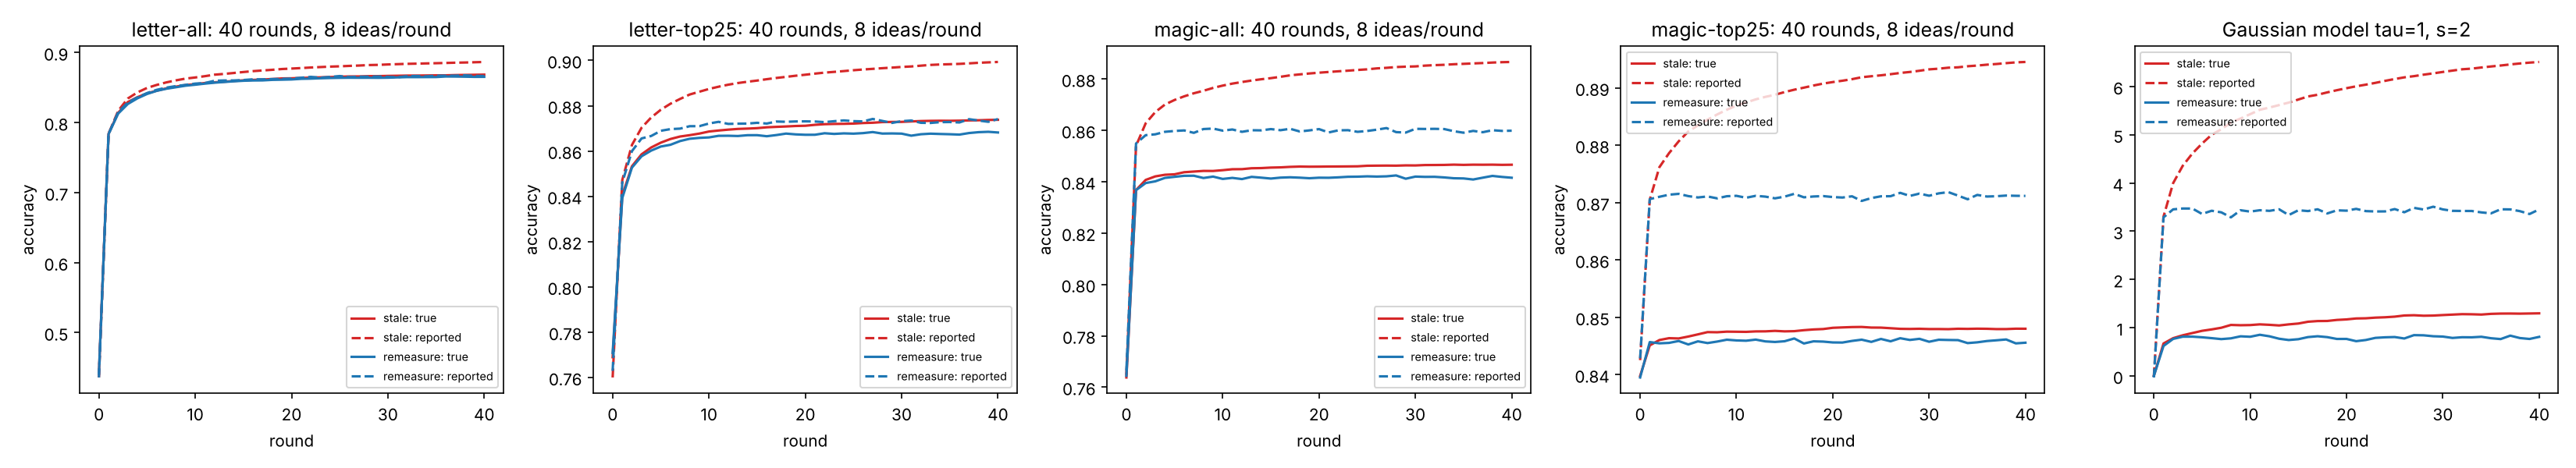 letter-all: 40 rounds, 8 ideas/round
0.9
0.8
0.7
0.6
0.5
accuracy
0
10
20
30
40
round
stale: true
stale: reported
remeasure: true
remeasure: reported
letter-top25: 40 rounds, 8 ideas/round
0.90
0.88
0.86
0.84
0.82
0.80
0.78
0.76
accuracy
0
10
20
30
40
round
stale: true
stale: reported
remeasure: true
remeasure: reported
magic-all: 40 rounds, 8 ideas/round
0.88
0.86
0.84
0.82
0.80
0.78
0.76
accuracy
0
10
20
30
40
round
stale: true
stale: reported
remeasure: true
remeasure: reported
magic-top25: 40 rounds, 8 ideas/round
stale: true
stale: reported
remeasure: true
remeasure: reported
0.89
0.88
0.87
0.86
0.85
0.84
accuracy
0
10
20
30
40
round
Gaussian model tau=1, s=2
stale: true
stale: reported
remeasure: true
remeasure: reported
6
5
4
3
2
1
0
0
10
20
30
40
round